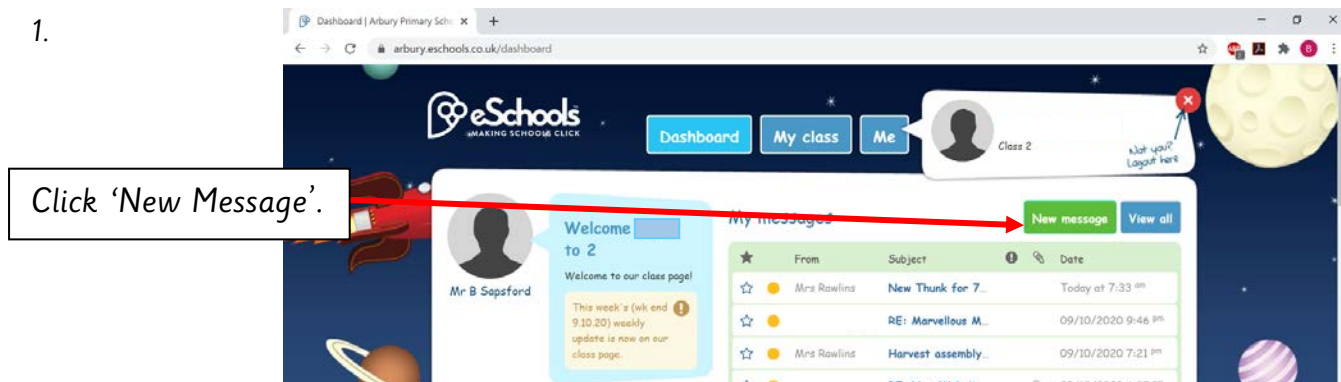 1.
Dashboard | Arbury Primary Scho
arbury.eschools.co.uk/dashboard
B
eSchools
MAKING SCHOOLS CLICK
Dashboard My class Me
Class 2
Not you?
Logout here
Click ‘New Message’.
Mr B Sapsford
Welcome
to 2
Welcome to our class page!
This week's (wk end
9.10.20) weekly
update is now on our
class page.
My messages
New message View all
From Subject Date
Mrs Rawlins New Thunk for 7... Today at 7:33 am
RE: Marvellous M... 09/10/2020 9:46 pm
Mrs Rawlins Harvest assembly... 09/10/2020 7:21 pm